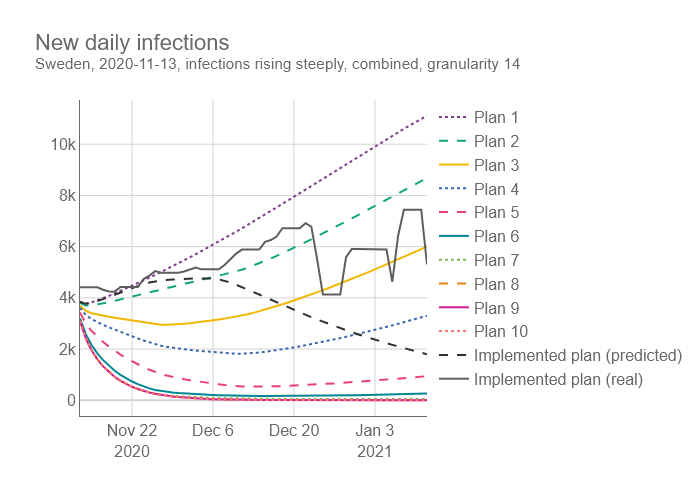 New daily infections
Sweden, 2020-11-13, infections rising steeply, combined, granularity 14
10k
8k
6k
4k
2k
0
Nov 22
2020
Dec 6
Dec 20
Jan 3
2021
Plan 1
Plan 2
Plan 3
Plan 4
Plan 5
Plan 6
Plan 7
Plan 8
Plan 9
Plan 10
Implemented plan (predicted)
Implemented plan (real)